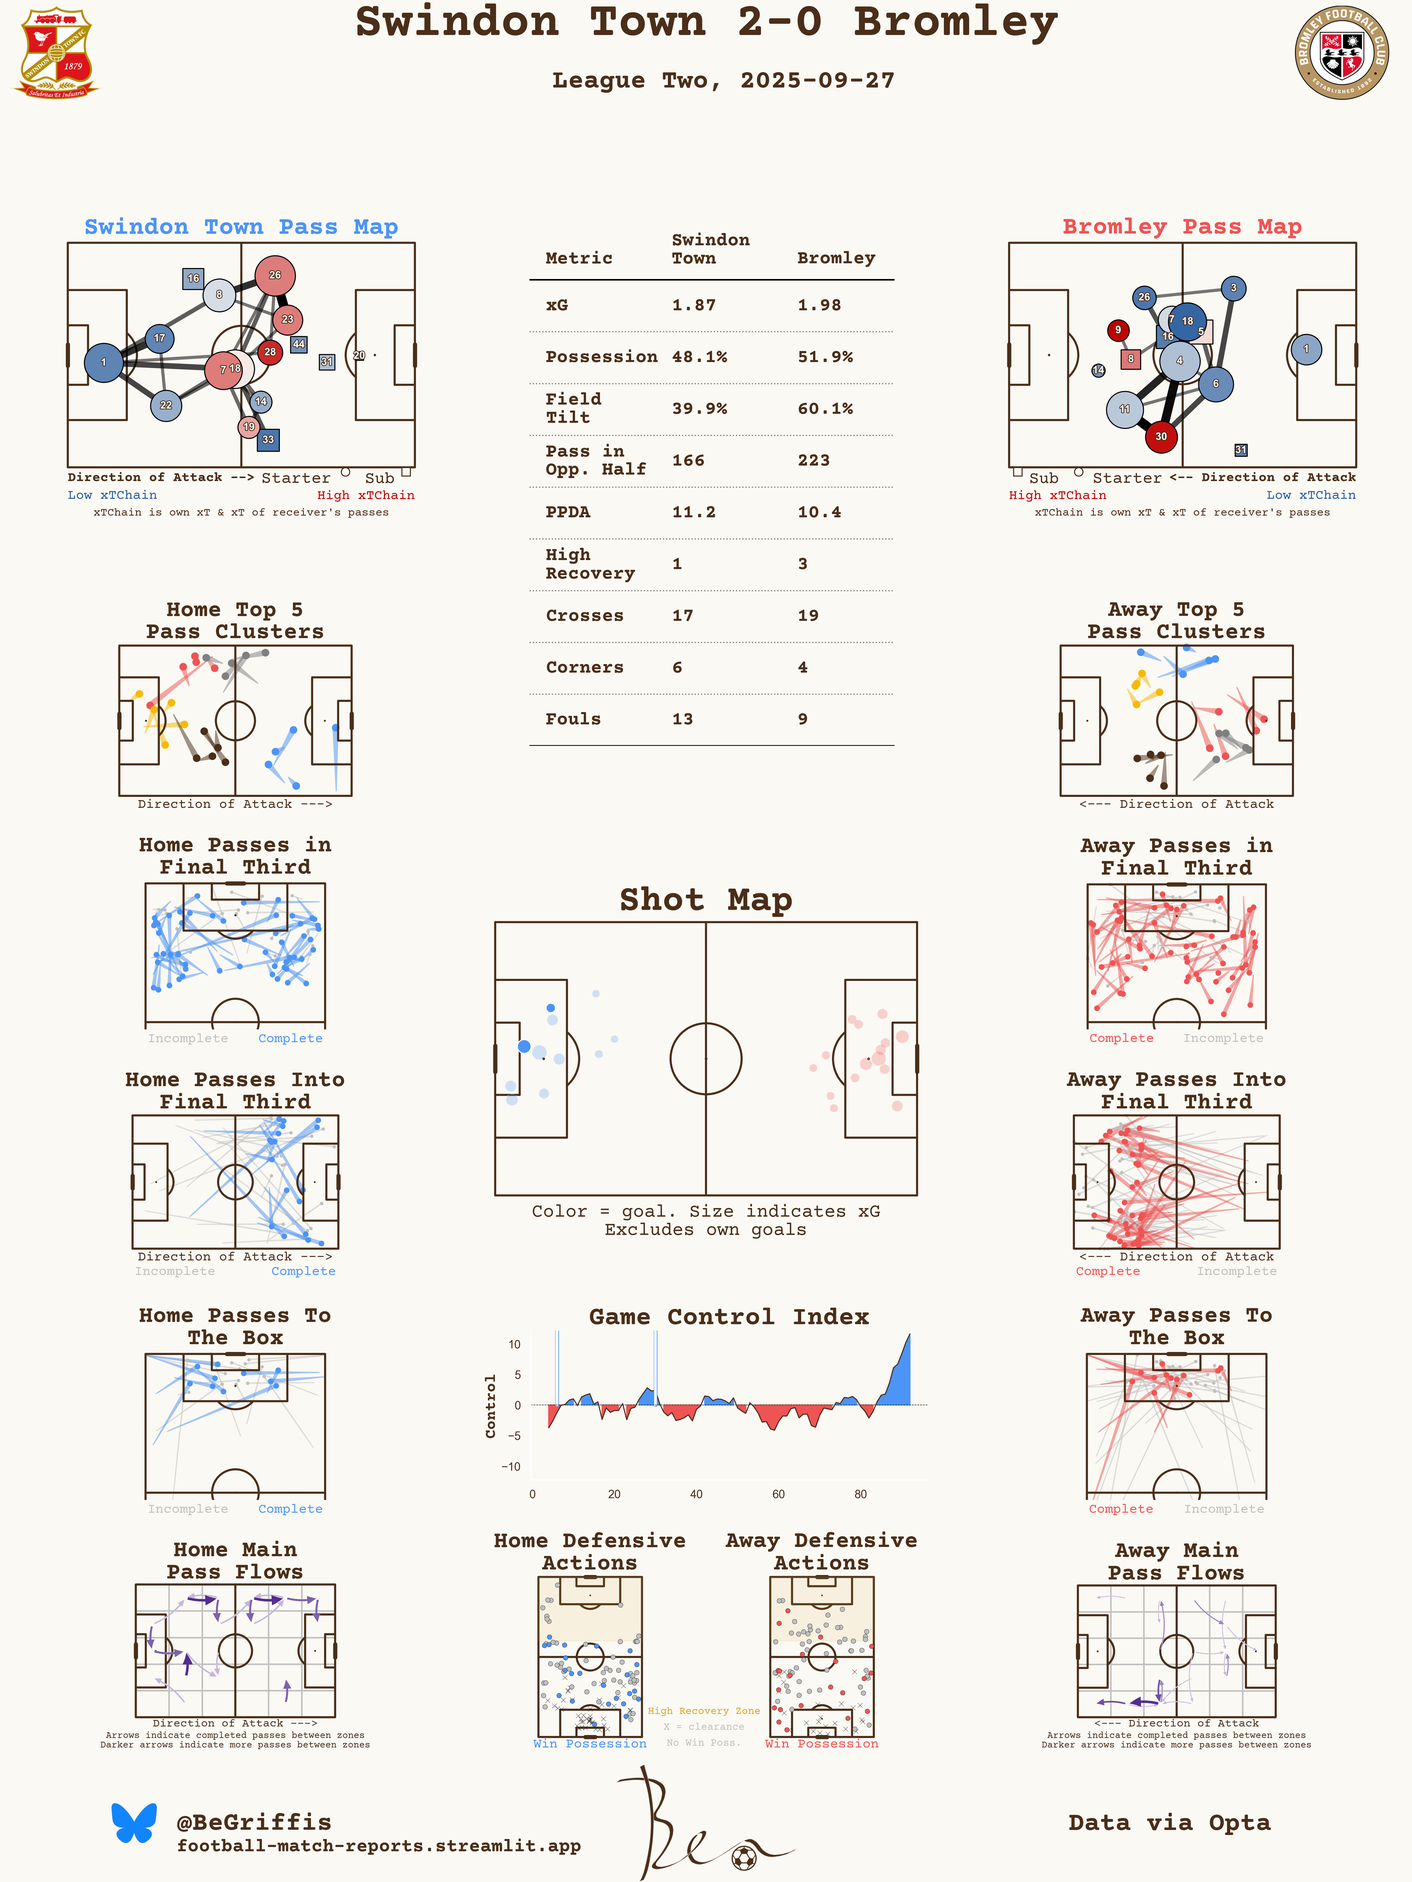 Swindon Town 2-0 Bromley
League Two, 2025-09-27
SWINDON TOWN FC
1879
Salubritas Et Industria
BROMLEY FOOTBALL CLUB
ESTABLISHED 1892
Swindon Town Pass Map
16
26
8
23
17
44
1
28
31
20
7
18
22
14
19
33
Direction of Attack --> Starter Sub
Low xTChain High xTChain
xTChain is own xT & xT of receiver's passes
Metric Swindon Town Bromley
xG 1.87 1.98
Possession 48.1% 51.9%
Field Tilt 39.9% 60.1%
Pass in Opp. Half 166 223
PPDA 11.2 10.4
High Recovery 1 3
Crosses 17 19
Corners 6 4
Fouls 13 9
Bromley Pass Map
3
26
7
18
9
16
5
8
4
1
14
6
11
30
31
Sub Starter <-- Direction of Attack
High xTChain Low xTChain
xTChain is own xT & xT of receiver's passes
Home Top 5
Pass Clusters
Direction of Attack --->
Away Top 5
Pass Clusters
<--- Direction of Attack
Home Passes in
Final Third
Incomplete Complete
Away Passes in
Final Third
Complete Incomplete
Shot Map
Color = goal. Size indicates xG
Excludes own goals
Home Passes Into
Final Third
Direction of Attack --->
Incomplete Complete
Away Passes Into
Final Third
<--- Direction of Attack
Complete Incomplete
Home Passes To
The Box
Incomplete Complete
Game Control Index
Control
10
5
0
−5
−10
0 20 40 60 80
Away Passes To
The Box
Complete Incomplete
Home Main
Pass Flows
Direction of Attack --->
Arrows indicate completed passes between zones
Darker arrows indicate more passes between zones
Home Defensive
Actions
Win Possession
High Recovery Zone
X = clearance
No Win Poss.
Away Defensive
Actions
Win Possession
Away Main
Pass Flows
<--- Direction of Attack
Arrows indicate completed passes between zones
Darker arrows indicate more passes between zones
@BeGriffis
football-match-reports.streamlit.app
Ben
Data via Opta